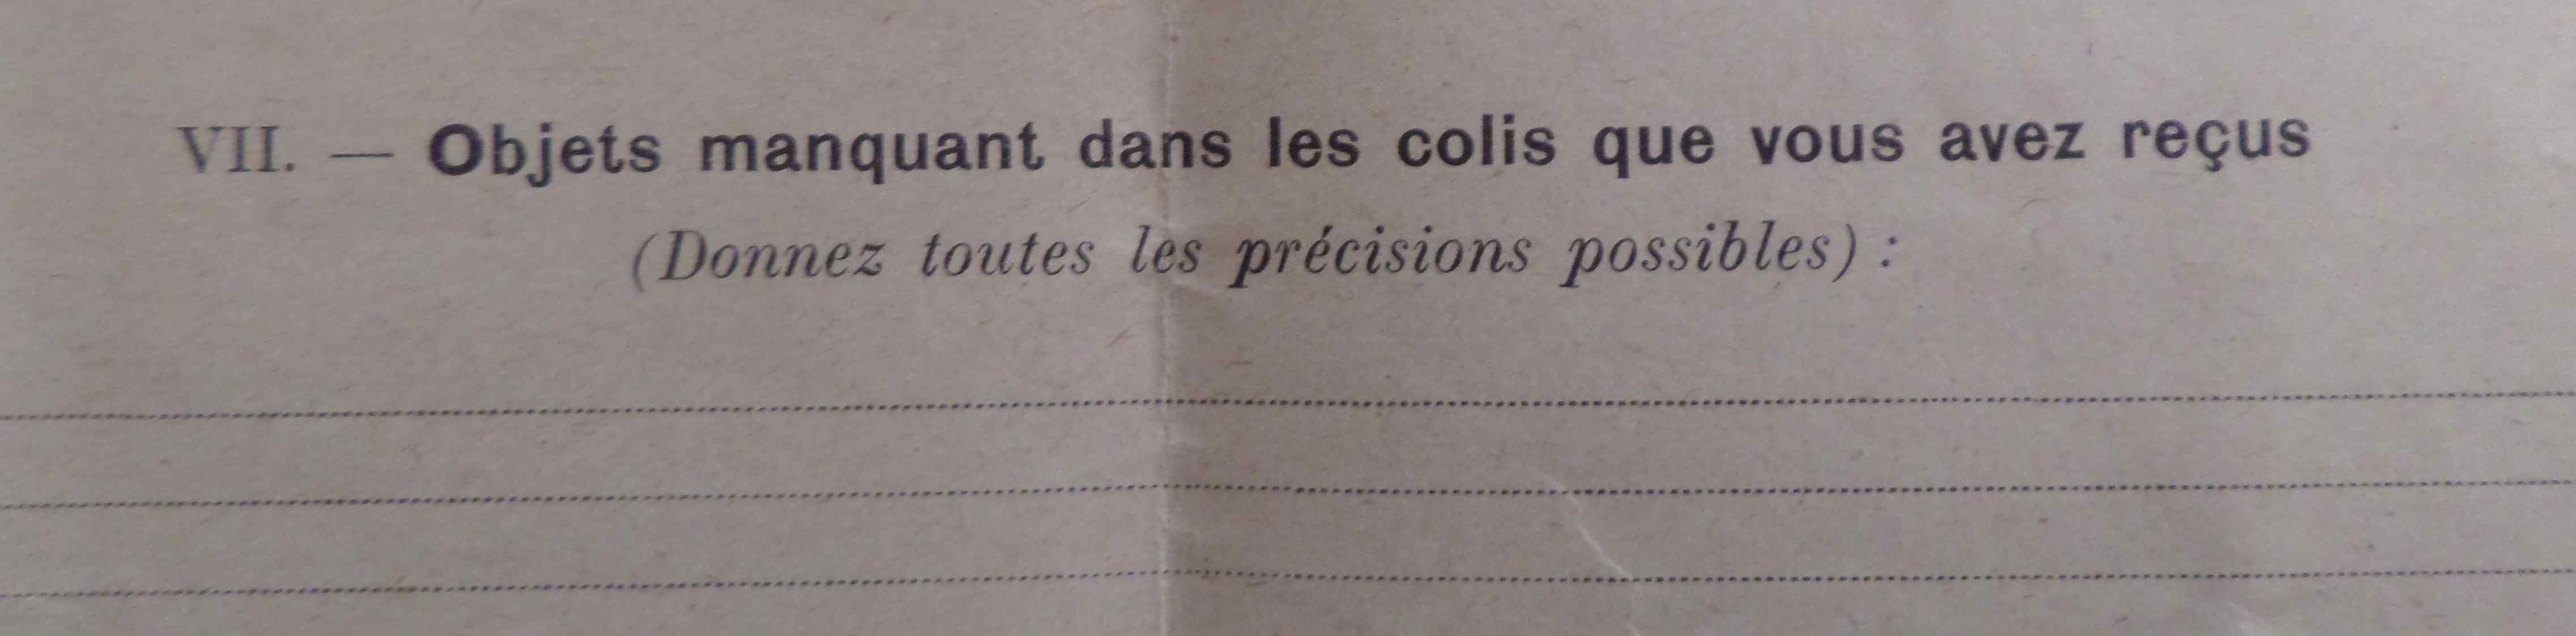 VII. — Objets manquant dans les colis que vous avez reçus
(Donnez toutes les précisions possibles) :